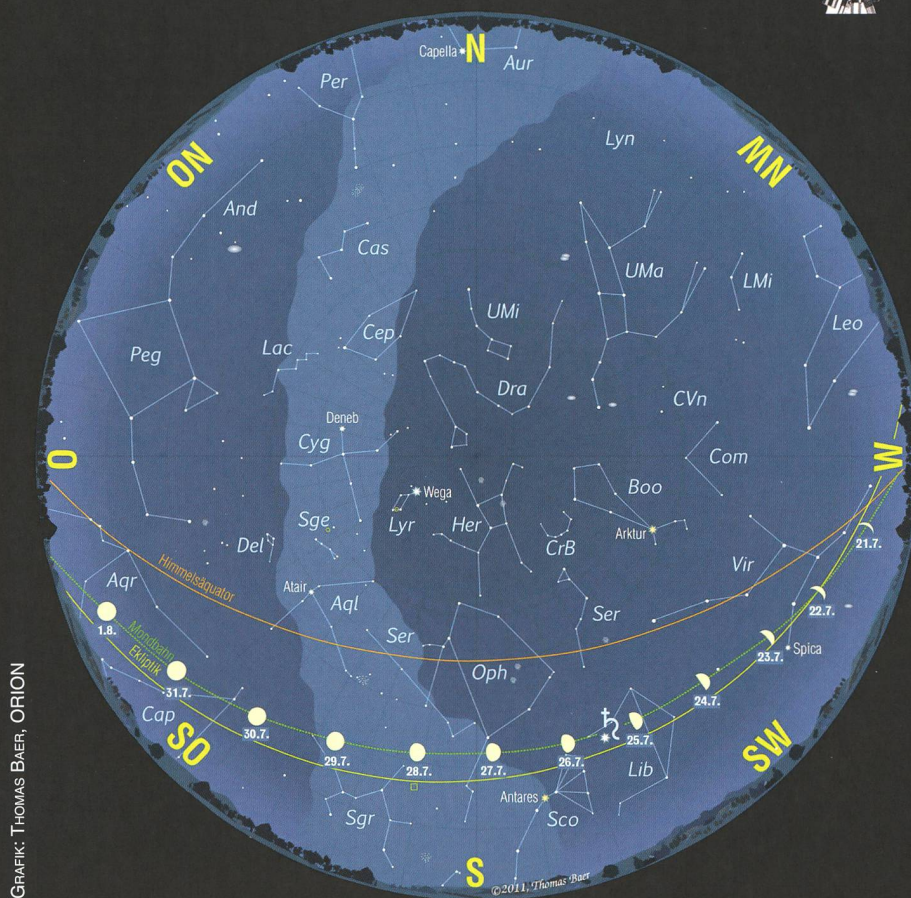 N
Capella
Aur
Per
Lyn
NO
NW
And
Cas
UMa
LMi
UMi
Leo
Cep
Lac
Peg
Dra
CVn
Deneb
Cyg
Com
O
W
Boo
Wega
Sge
Lyr
Her
Arktur
Del
CrB
21.7.
Himmelsäquator
Vir
Aqr
Atair
Aql
22.7.
Ser
Ser
1.8.
Mondbahn
Ekliptik
23.7.
Spica
Oph
31.7.
24.7.
Cap
30.7.
♄
25.7.
SO
29.7.
28.7.
27.7.
26.7.
SW
Lib
Antares
Sgr
Sco
S
©2011, Thomas Baer
GRAFIK: THOMAS BAER, ORION